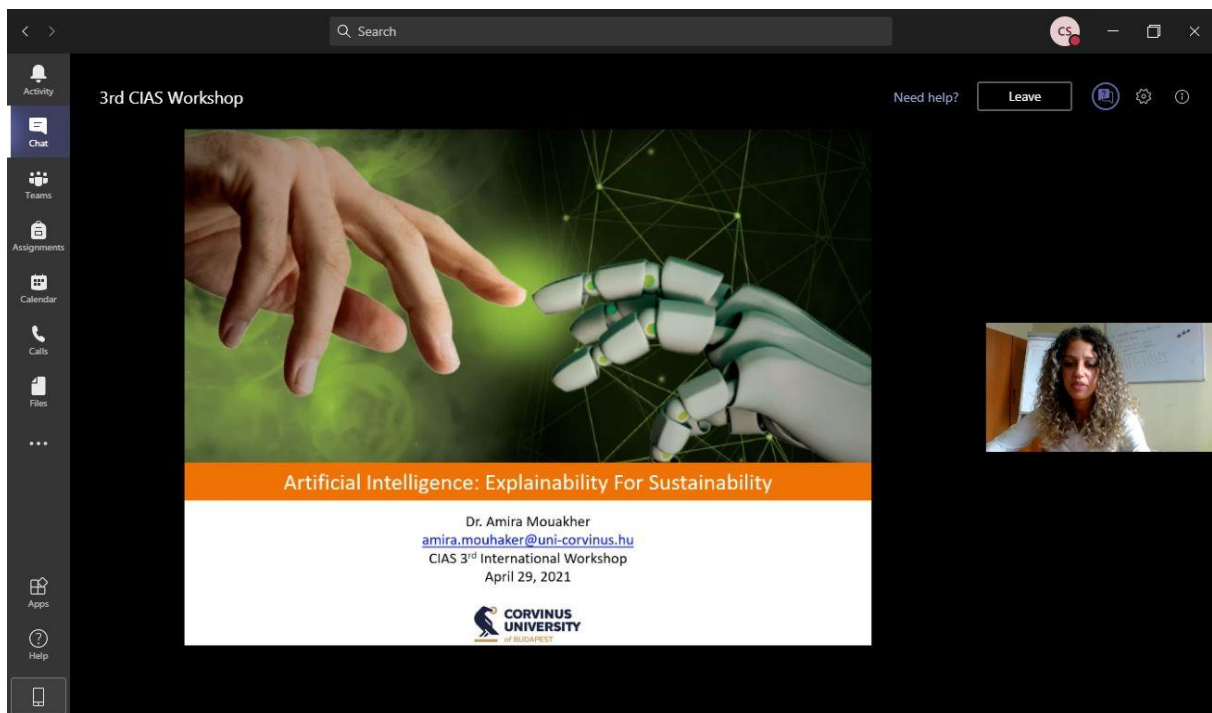 Search
CS
Activity
3rd CIAS Workshop
Need help?
Leave
Chat
Teams
Assignments
Calendar
Calls
Files
Artificial Intelligence: Explainability For Sustainability
Dr. Amira Mouakher
amira.mouhaker@uni-corvinus.hu
CIAS 3rd International Workshop
April 29, 2021
CORVINUS
UNIVERSITY
of BUDAPEST
Apps
Help